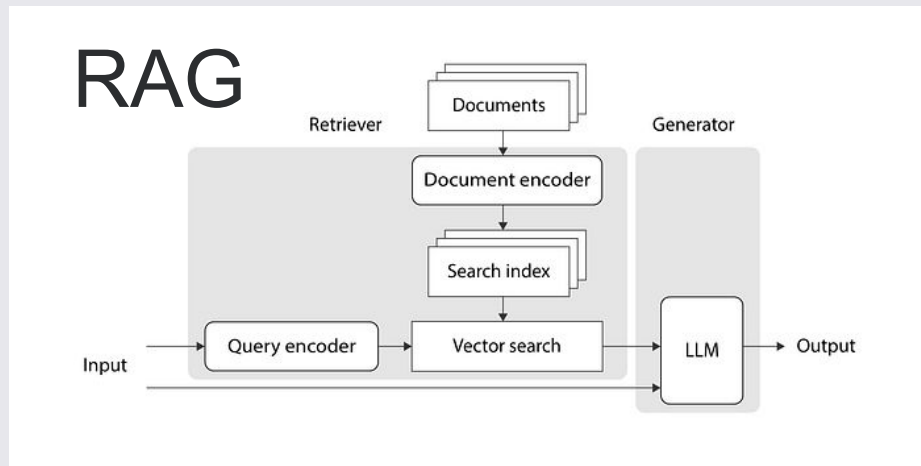 RAG
Documents
Retriever
Generator
Document encoder
Search index
Query encoder
Vector search
LLM
Output
Input